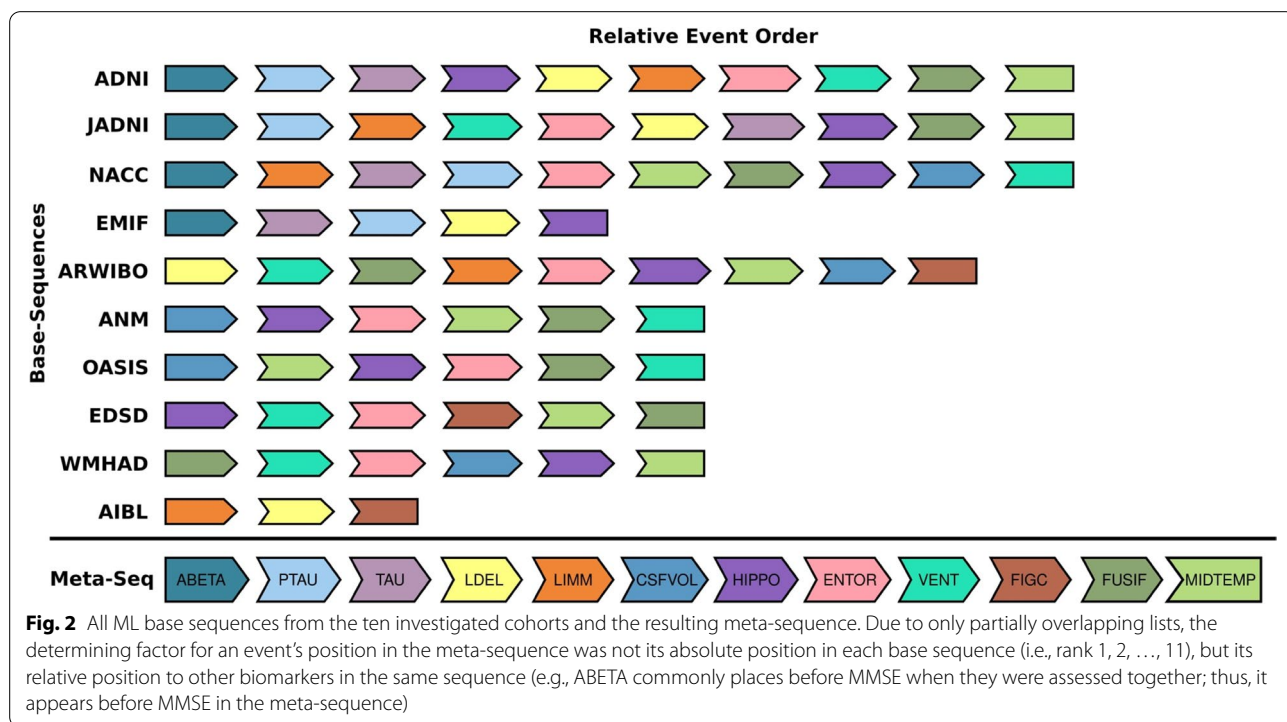 Relative Event Order
Base-Sequences
ADNI
JADNI
NACC
EMIF
ARWIBO
ANM
OASIS
EDSD
WMHAD
AIBL
Meta-Seq ABETA PTAU TAU LDEL LIMM CSFVOL HIPPO ENTOR VENT FIGC FUSIF MIDTEMP
Fig. 2 All ML base sequences from the ten investigated cohorts and the resulting meta-sequence. Due to only partially overlapping lists, the
determining factor for an event's position in the meta-sequence was not its absolute position in each base sequence (i.e., rank 1, 2, …, 11), but its
relative position to other biomarkers in the same sequence (e.g., ABETA commonly places before MMSE when they were assessed together; thus, it
appears before MMSE in the meta-sequence)